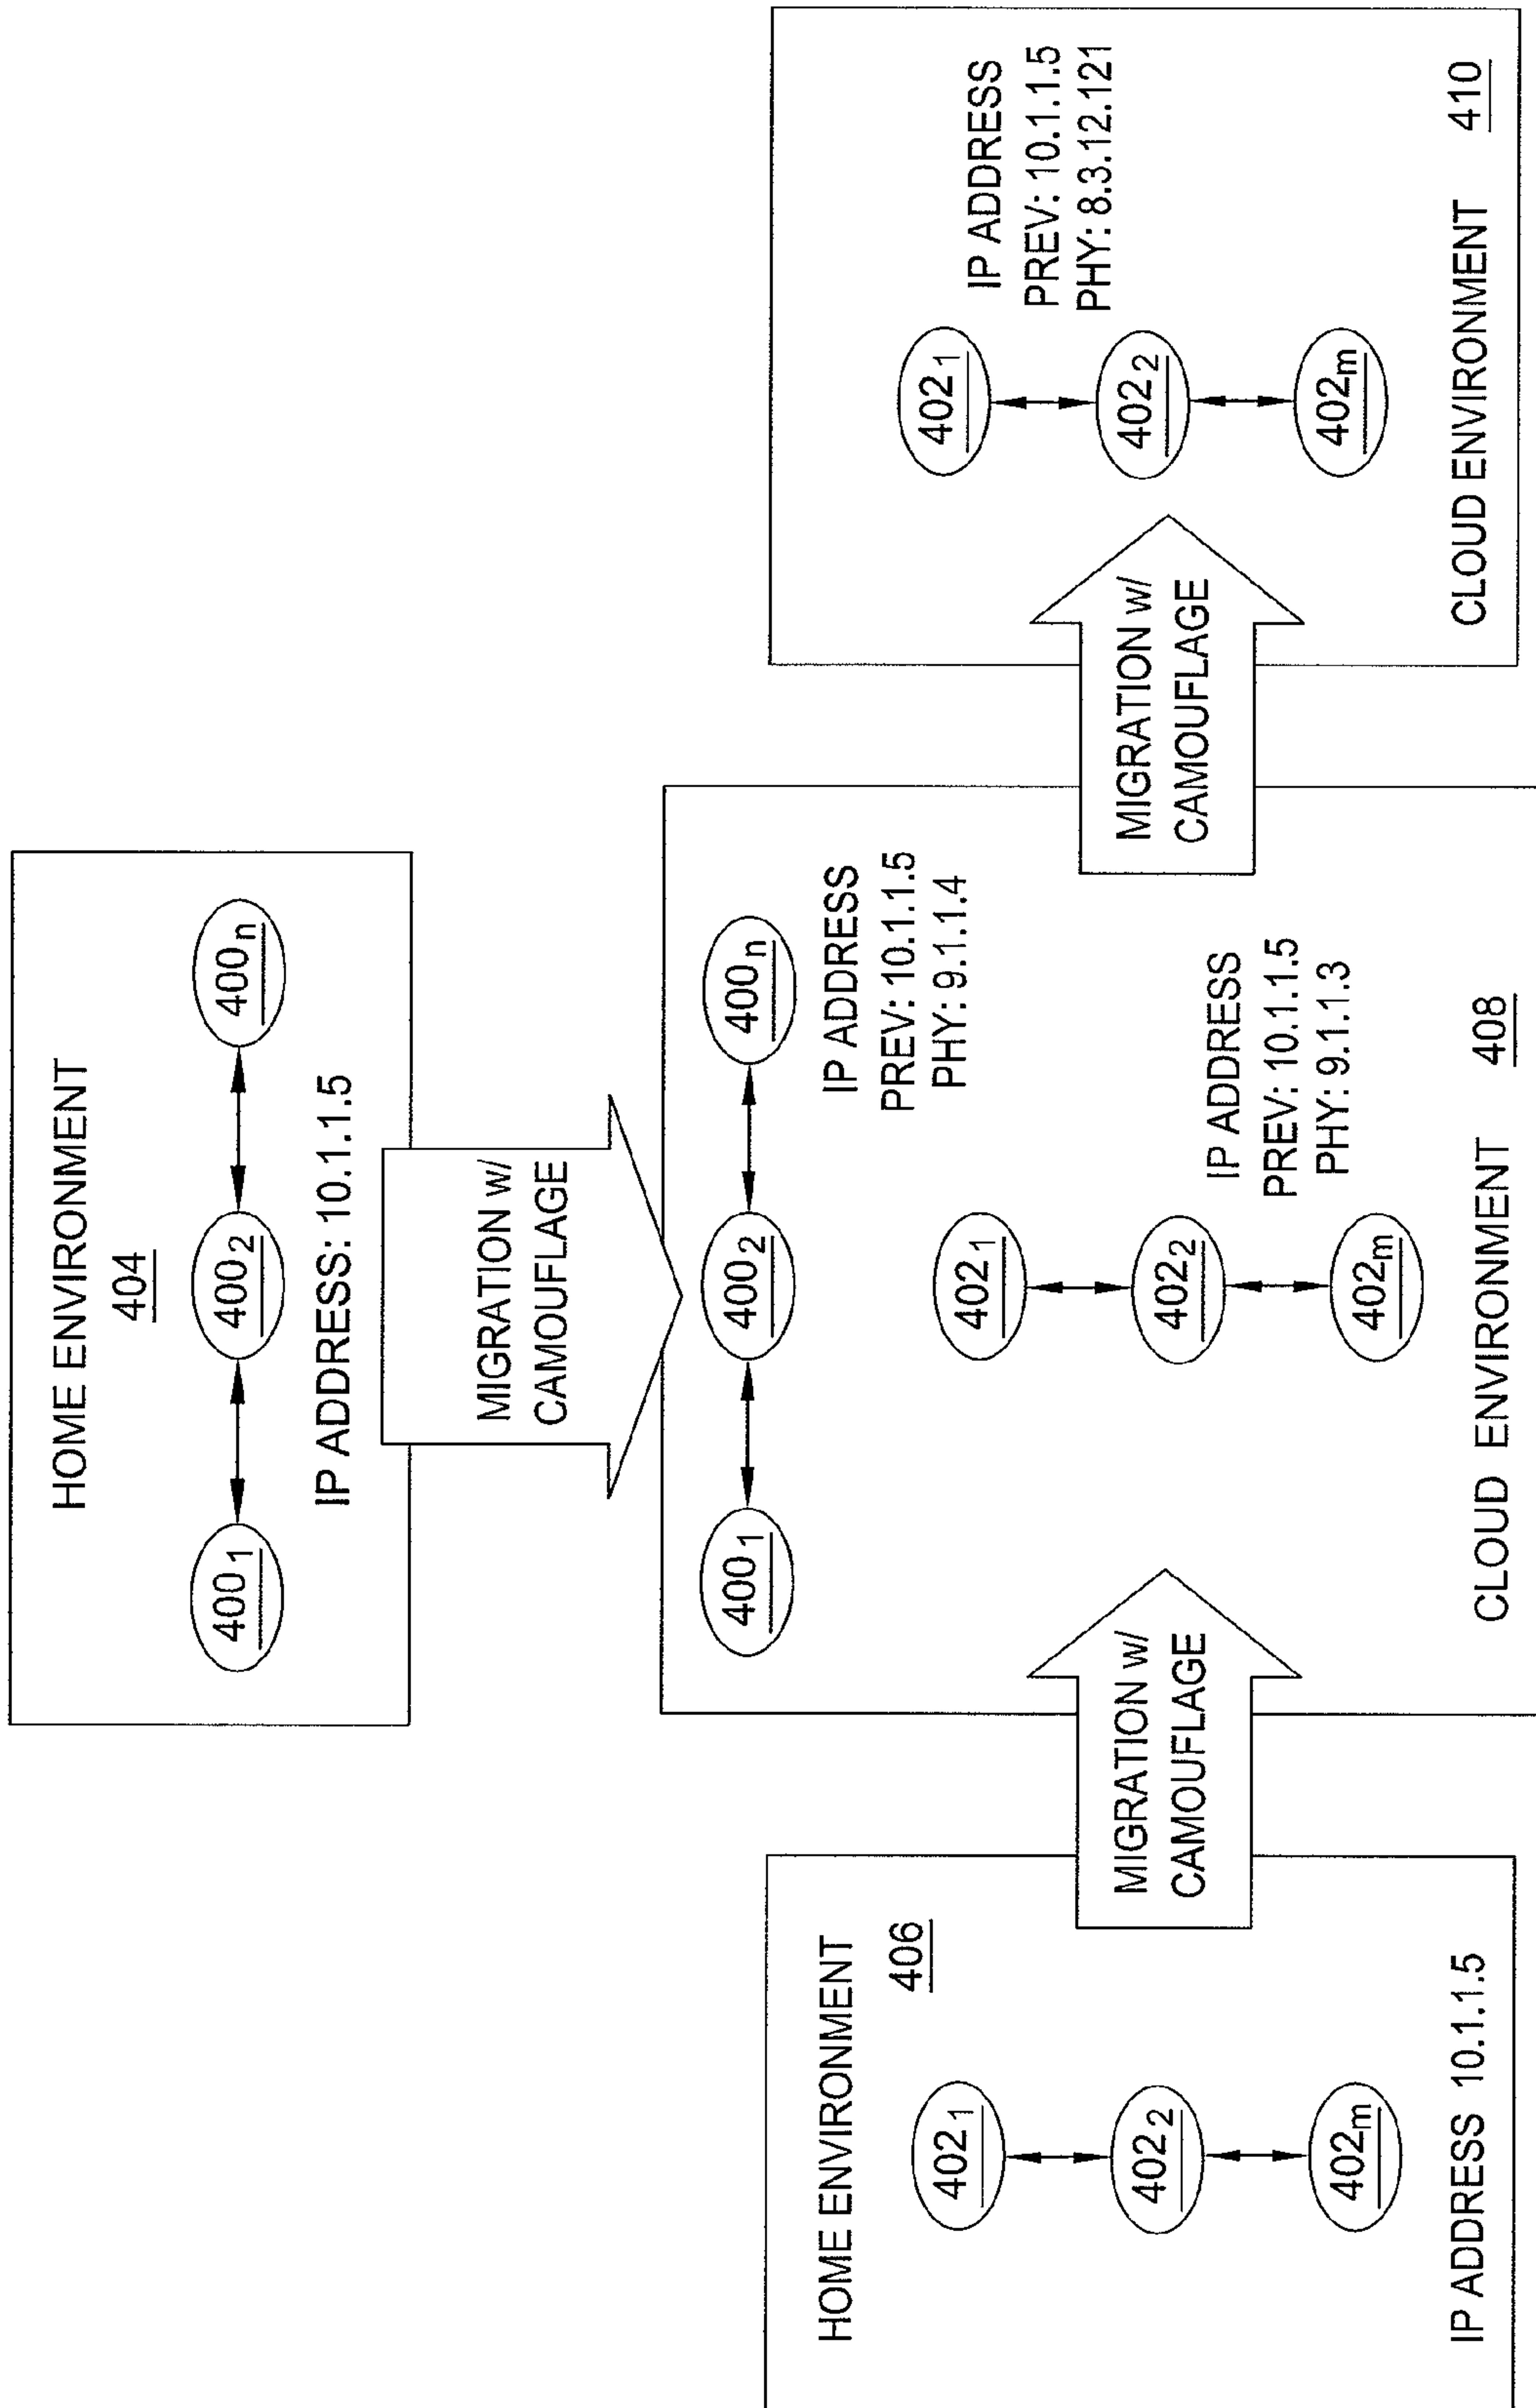 HOME ENVIRONMENT
404
400₁
400₂
400ₙ
IP ADDRESS: 10.1.1.5
MIGRATION w/
CAMOUFLAGE
HOME ENVIRONMENT
406
402₁
402₂
402ₘ
IP ADDRESS 10.1.1.5
MIGRATION w/
CAMOUFLAGE
400₁
400₂
400ₙ
IP ADDRESS
PREV: 10.1.1.5
PHY: 9.1.1.4
402₁
402₂
402ₘ
IP ADDRESS
PREV: 10.1.1.5
PHY: 9.1.1.3
CLOUD ENVIRONMENT 408
MIGRATION w/
CAMOUFLAGE
402₁
402₂
402ₘ
IP ADDRESS
PREV: 10.1.1.5
PHY: 8.3.12.121
CLOUD ENVIRONMENT 410